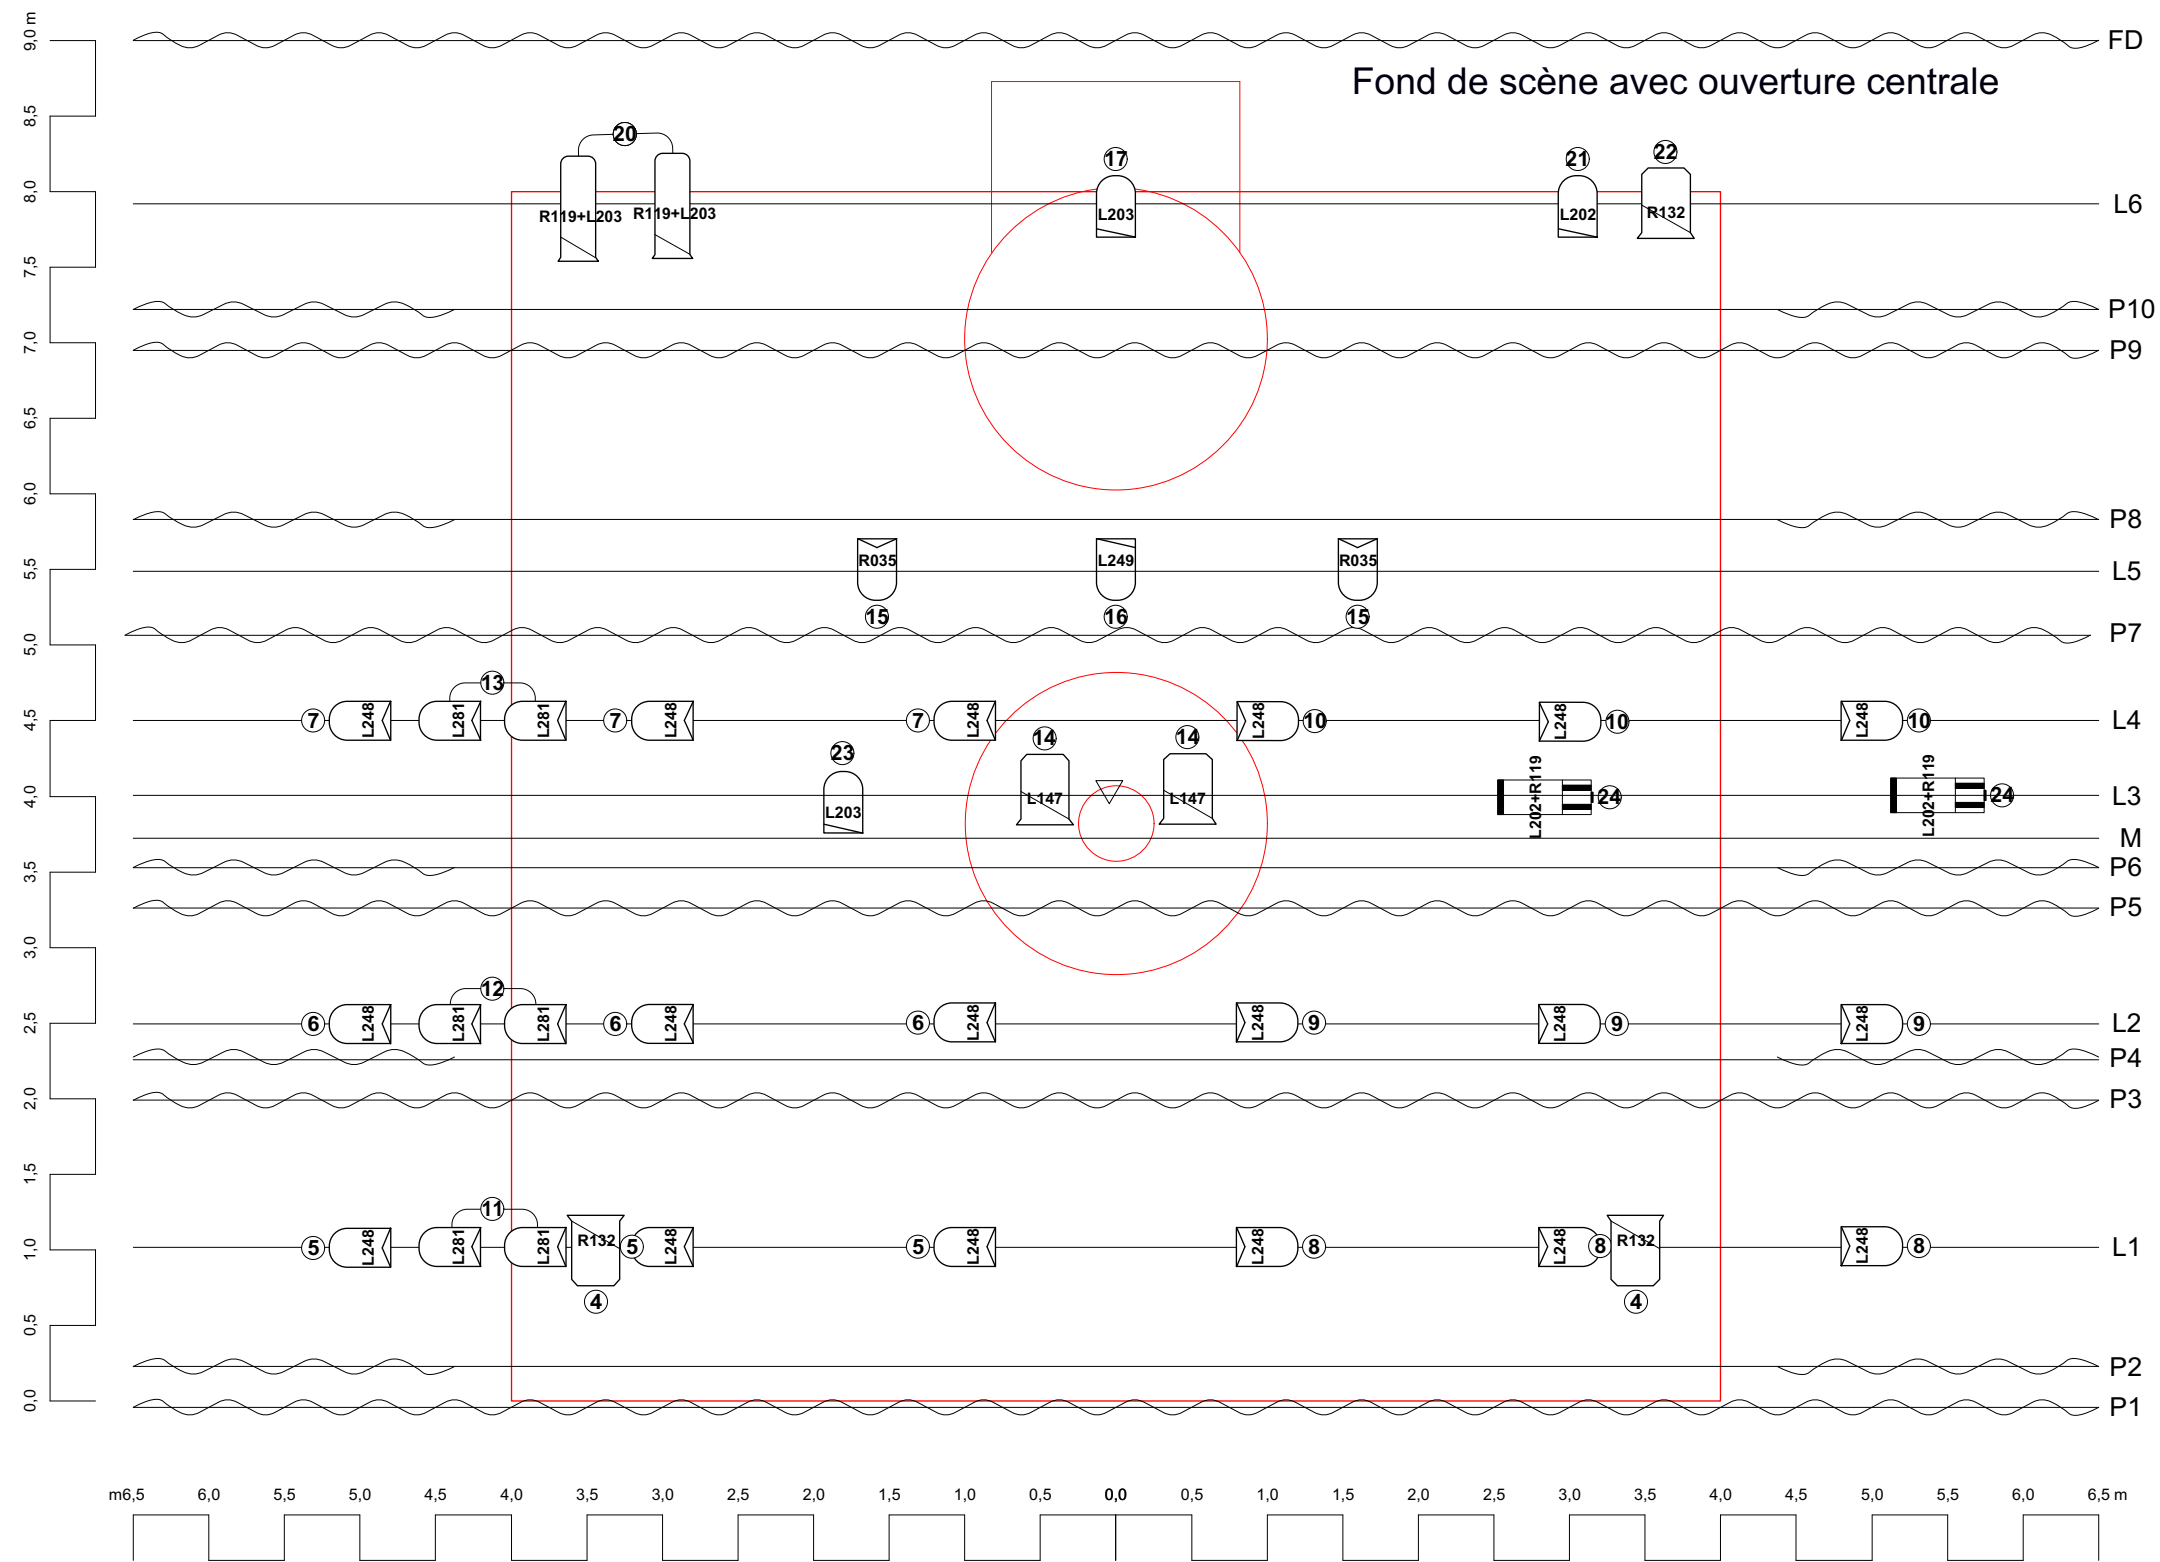 9,0 m
FD
Fond de scène avec ouverture centrale
8,5
20
17
21
22
8,0
R119+L203
R119+L203
L203
L202
R132
L6
7,5
P10
7,0
P9
6,5
6,0
P8
5,5
R035
L249
R035
L5
15
16
15
5,0
P7
13
4,5
7
L248
L281
L281
7
L248
7
L248
L248
10
L248
10
L248
10
L4
23
14
14
4,0
L203
L147
L147
L202+R119
24
L202+R119
24
L3
M
3,5
P6
P5
3,0
12
2,5
6
L248
L281
L281
6
L248
6
L248
L248
9
L248
9
L248
9
L2
P4
2,0
P3
1,5
11
1,0
5
L248
L281
L281
R132
5
L248
5
L248
L248
8
L248
8
R132
L248
8
L1
4
4
0,5
P2
0,0
P1
m6,5 6,0 5,5 5,0 4,5 4,0 3,5 3,0 2,5 2,0 1,5 1,0 0,5 0,0 0,5 1,0 1,5 2,0 2,5 3,0 3,5 4,0 4,5 5,0 5,5 6,0 6,5 m